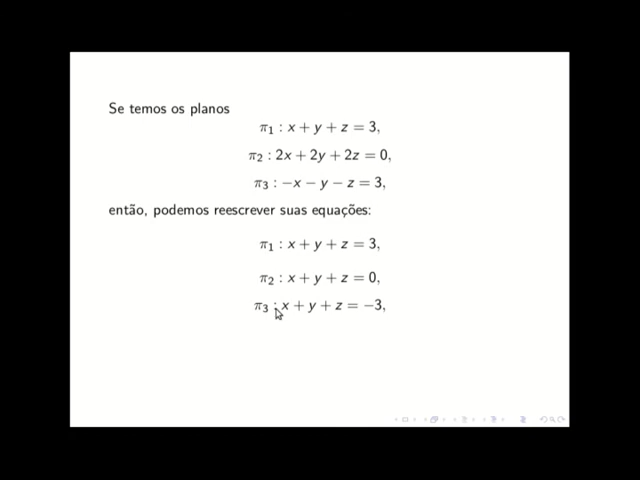 Se temos os planos
π₁ : x + y + z = 3,
π₂ : 2x + 2y + 2z = 0,
π₃ : −x − y − z = 3,
então, podemos reescrever suas equações:
π₁ : x + y + z = 3,
π₂ : x + y + z = 0,
π₃ : x + y + z = −3,